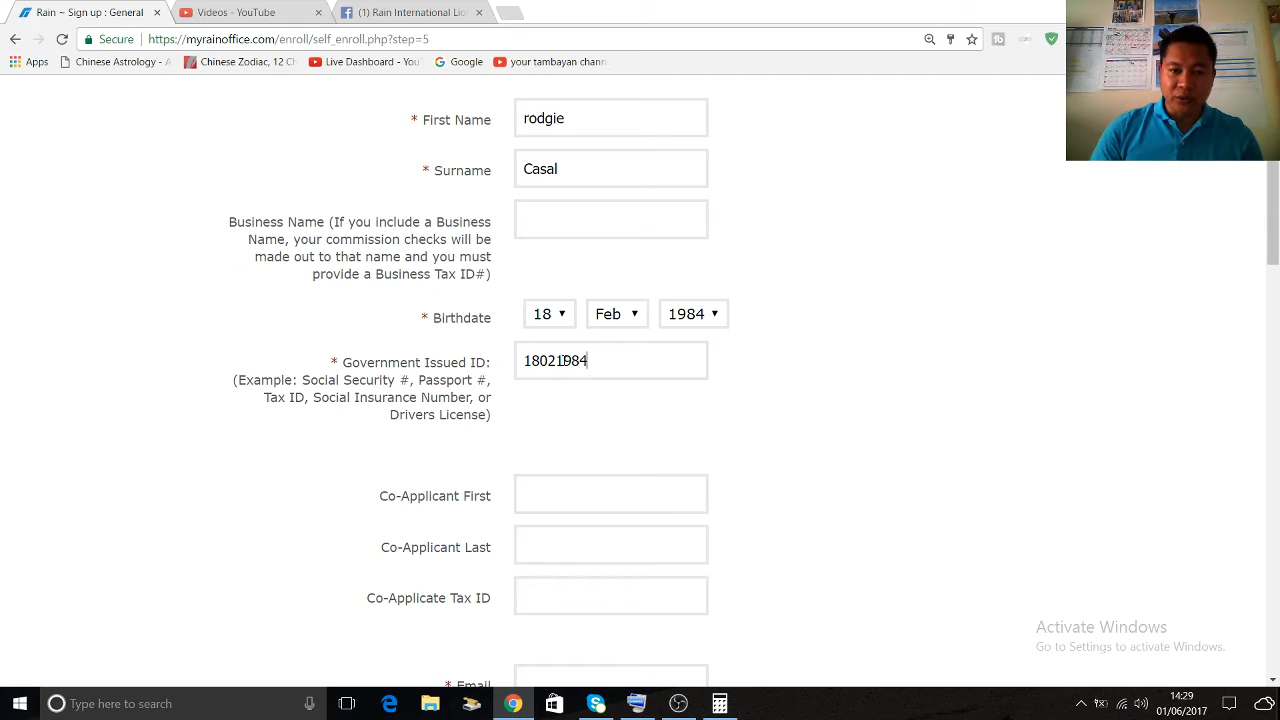 Rain ~ Sign up : General
Videos - YouTube
(1) Rain International Lio
Secure
https://myrainoffice.com/enroll/self_enroll.php?step=5
Apps
Chinese Astrology - A
Chinese Zodiac, 12 Ch
Live Dashboard - You
Google
your tambayan chann
* First Name
rodgie
* Surname
Casal
Business Name (If you include a Business
Name, your commission checks will be
made out to that name and you must
provide a Business Tax ID#)
* Birthdate
18
Feb
1984
* Government Issued ID:
(Example: Social Security #, Passport #,
Tax ID, Social Insurance Number, or
Drivers License)
18021984
Co-Applicant First
Co-Applicant Last
Co-Applicate Tax ID
* Email
Activate Windows
Go to Settings to activate Windows.
Type here to search
14:29
01/06/2017